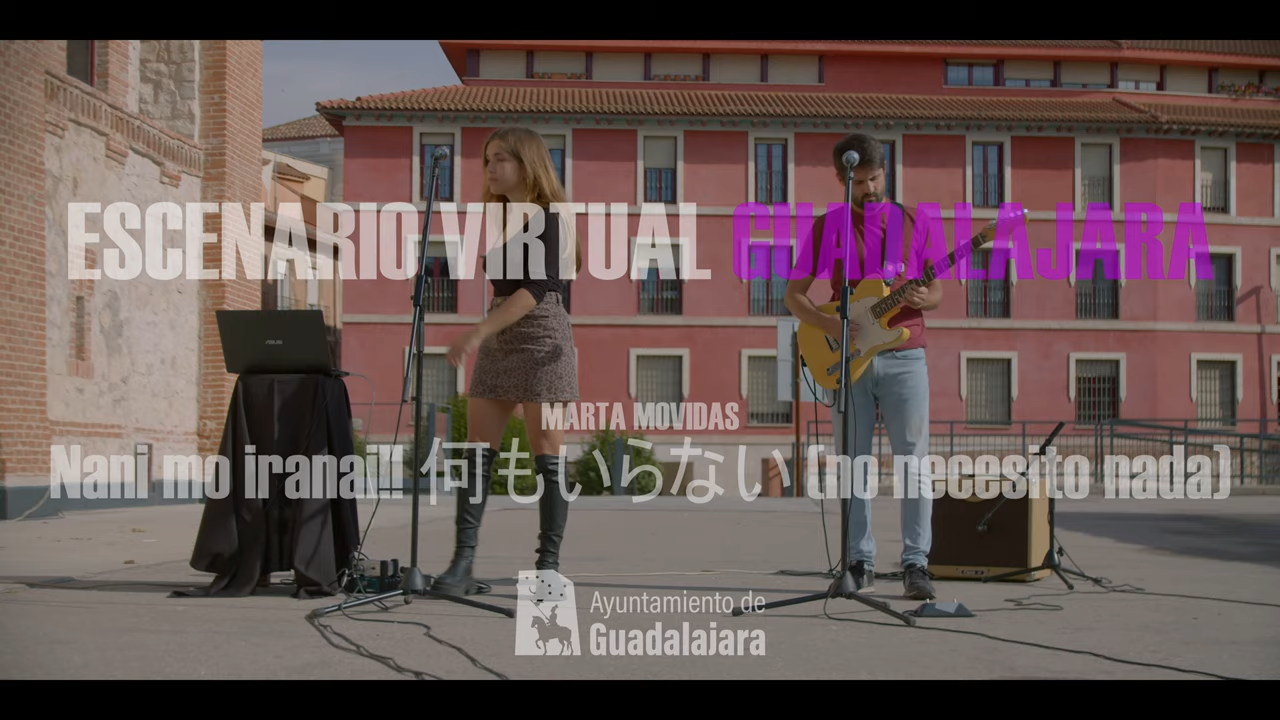 ESCENARIO VIRTUAL GUADALAJARA
ASUS
MARTA MOVIDAS
Nani mo iranai!! 何もいらない (no necesito nada)
Ayuntamiento de
Guadalajara